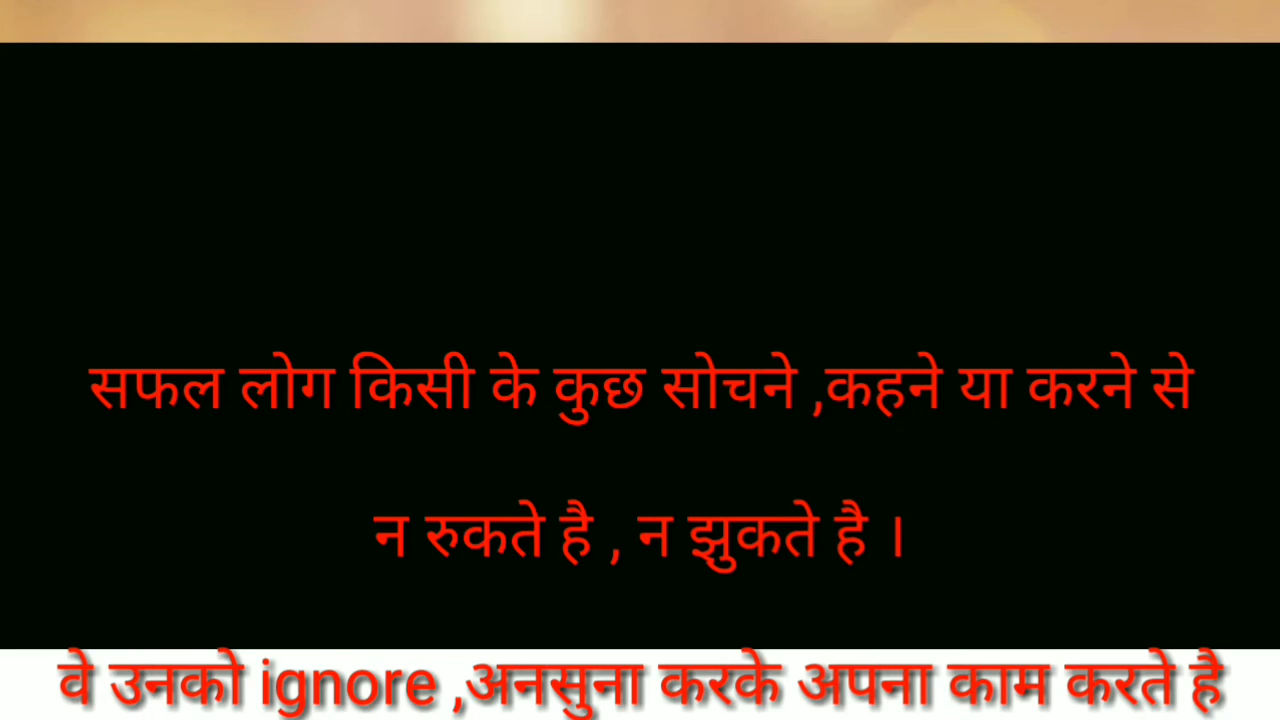 सफल लोग किसी के कुछ सोचने ,कहने या करने से
न रुकते है , न झुकते है ।
वे उनको ignore ,अनसुना करके अपना काम करते है